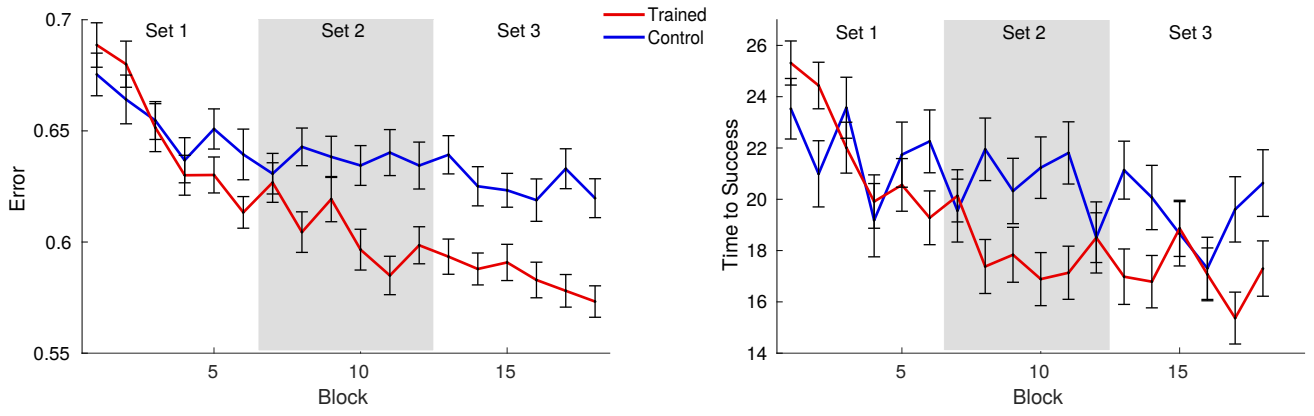 Trained
Control
Set 1
Set 2
Set 3
Error
0.7
0.65
0.6
0.55
5
10
15
Block
Set 1
Set 2
Set 3
Time to Success
26
24
22
20
18
16
14
5
10
15
Block